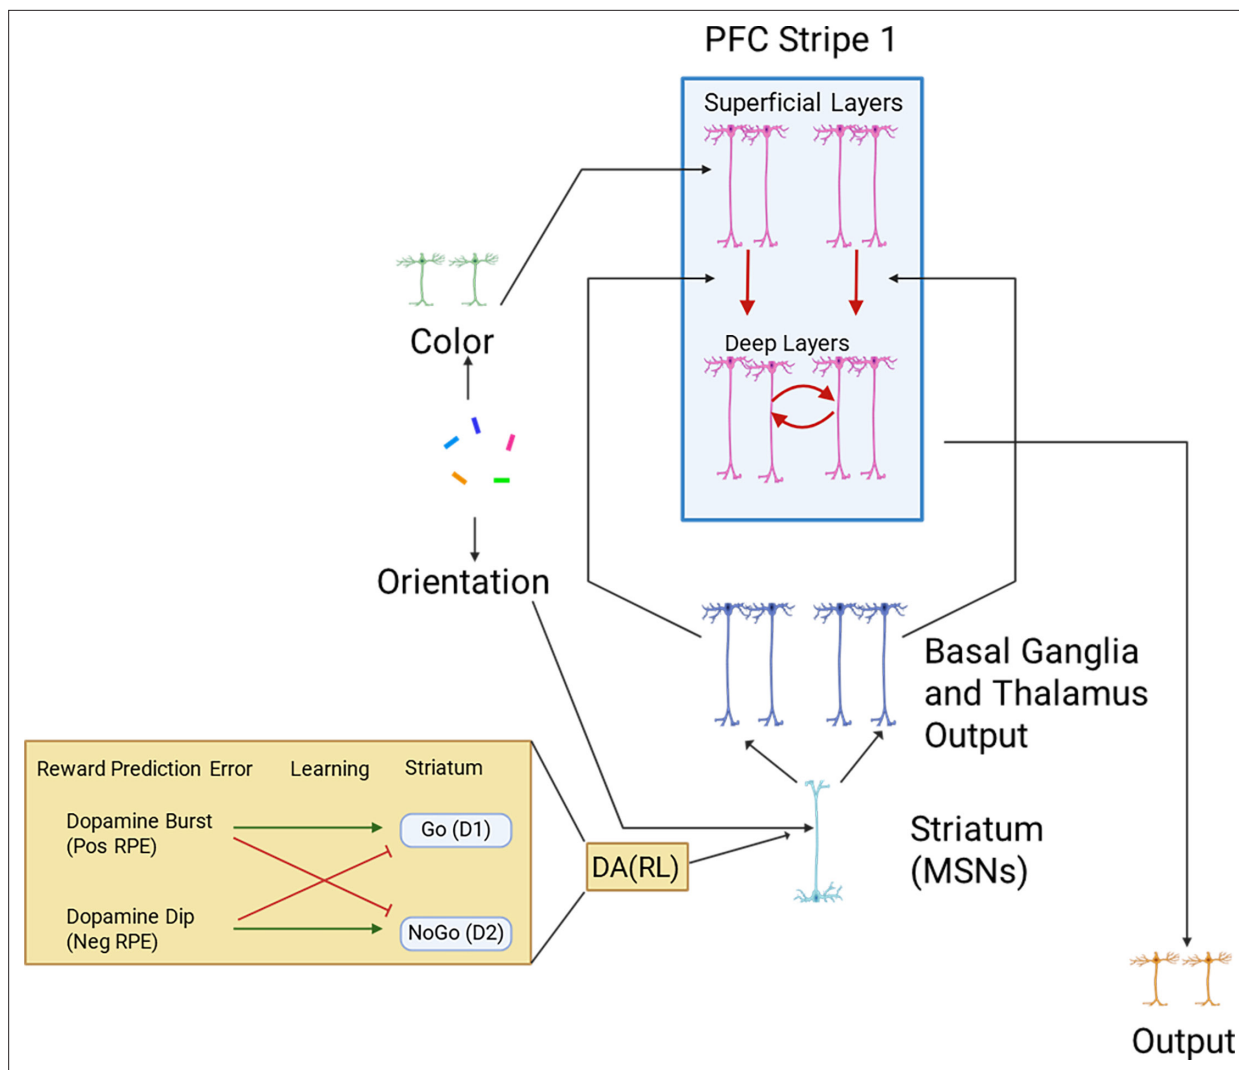 PFC Stripe 1
Superficial Layers
Color
Deep Layers
Orientation
Basal Ganglia
and Thalamus
Output
Reward Prediction Error Learning Striatum
Dopamine Burst
(Pos RPE)
Go (D1)
Dopamine Dip
(Neg RPE)
NoGo (D2)
DA(RL)
Striatum
(MSNs)
Output